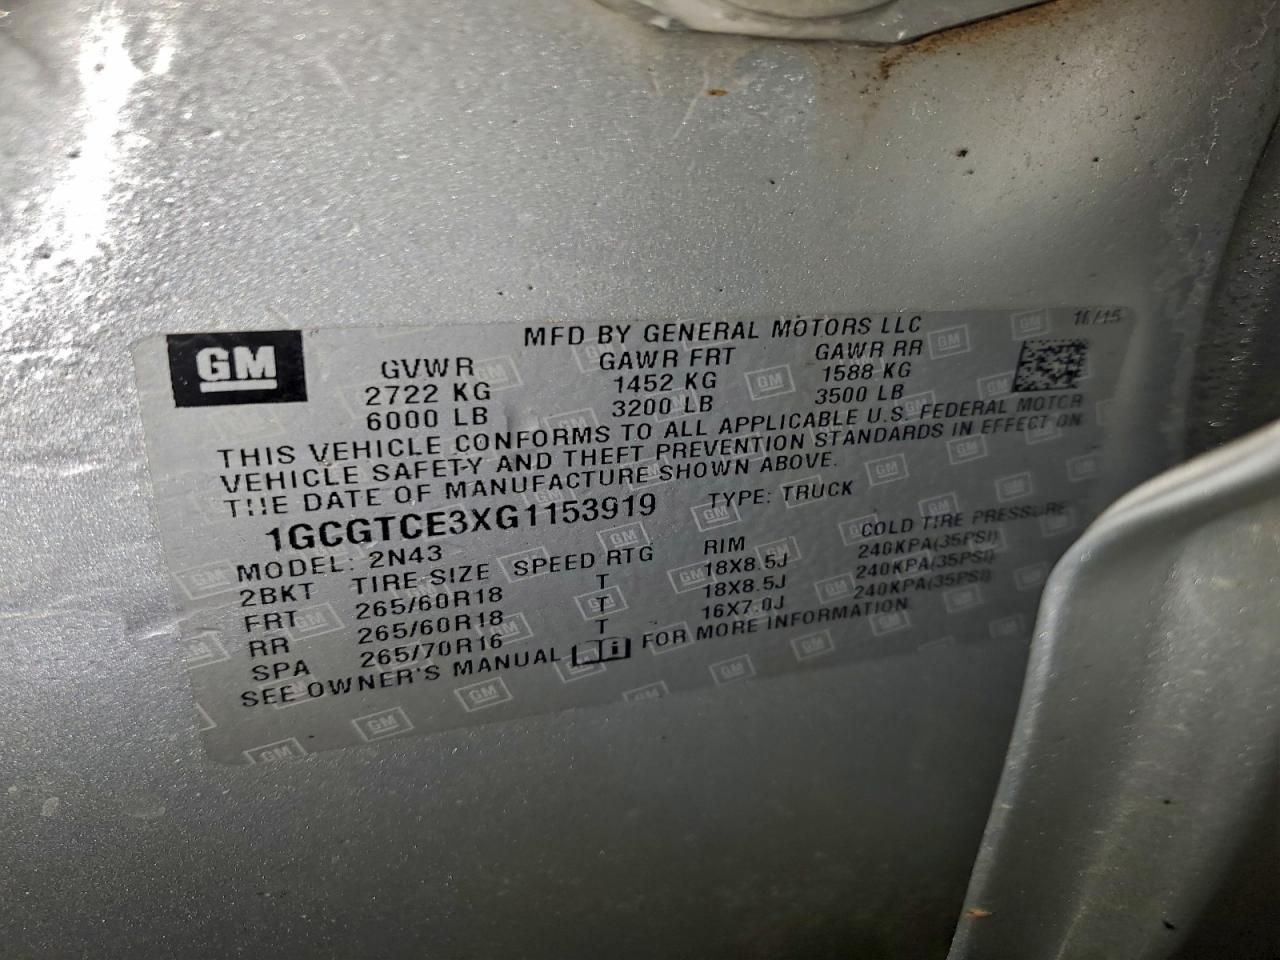 GM
MFD BY GENERAL MOTORS LLC
GVWR GAWR FRT GAWR RR
2722 KG 1452 KG 1588 KG
6000 LB 3200 LB 3500 LB
THIS VEHICLE CONFORMS TO ALL APPLICABLE U.S. FEDERAL MOTOR
VEHICLE SAFETY AND THEFT PREVENTION STANDARDS IN EFFECT ON
THE DATE OF MANUFACTURE SHOWN ABOVE.
1GCGTCE3XG1153919 TYPE: TRUCK
MODEL: 2N43
2BKT TIRE SIZE SPEED RTG RIM COLD TIRE PRESSURE
FRT 265/60R18 T 18X8.5J 240KPA(35PSI)
RR 265/60R18 T 18X8.5J 240KPA(35PSI)
SPA 265/70R16 T 16X7.0J 240KPA(35PSI)
SEE OWNER'S MANUAL FOR MORE INFORMATION